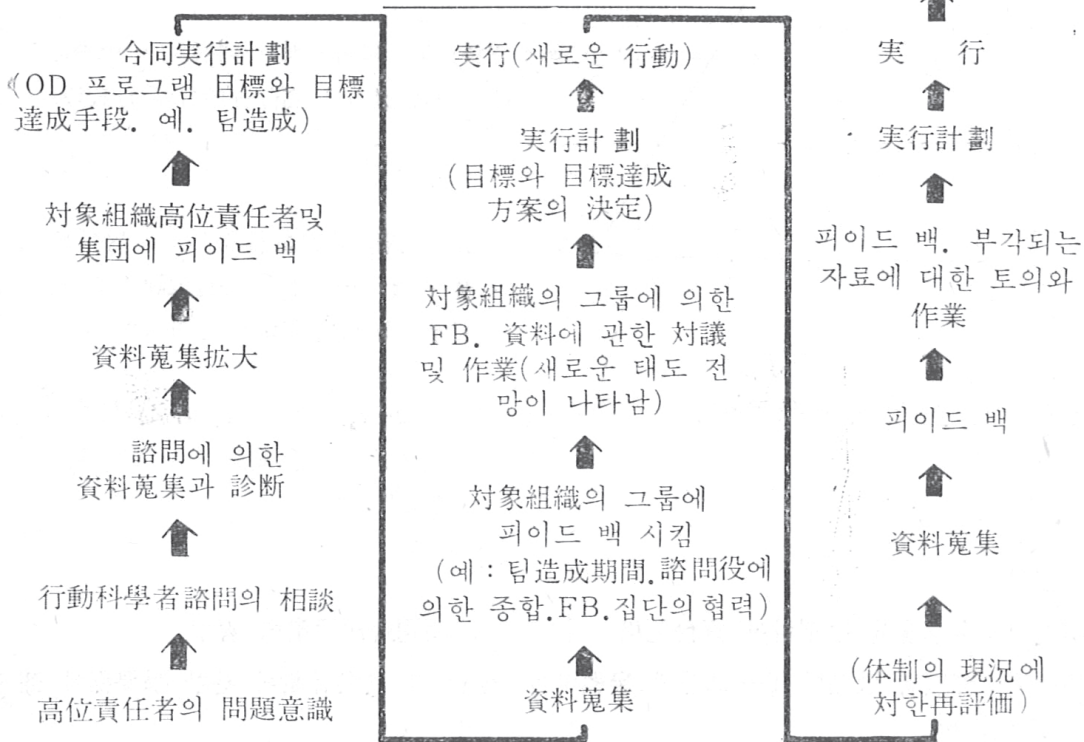 合同実行計劃
《OD 프로그램 目標와 目標
達成手段. 예. 팀造成)
対象組織高位責任者및
集団에 피이드 백
資料蒐集拡大
諮問에 의한
資料蒐集과 診断
行動科學者諮問의 相談
高位責任者의 問題意識
実行(새로운 行動)
実行計劃
(目標와 目標達成
方案의 決定)
対象組織의 그룹에 의한
FB. 資料에 관한 対議
및 作業(새로운 태도 전
망이 나타남)
対象組織의 그룹에
피이드 백 시킴
(예 : 팀造成期間.諮問役에
의한 종합.FB.집단의협력)
資料蒐集
実 行
実行計劃
피이드 백. 부각되는
자료에 대한 토의와
作業
피이드 백
資料蒐集
(体制의 現況에
対한再評価)